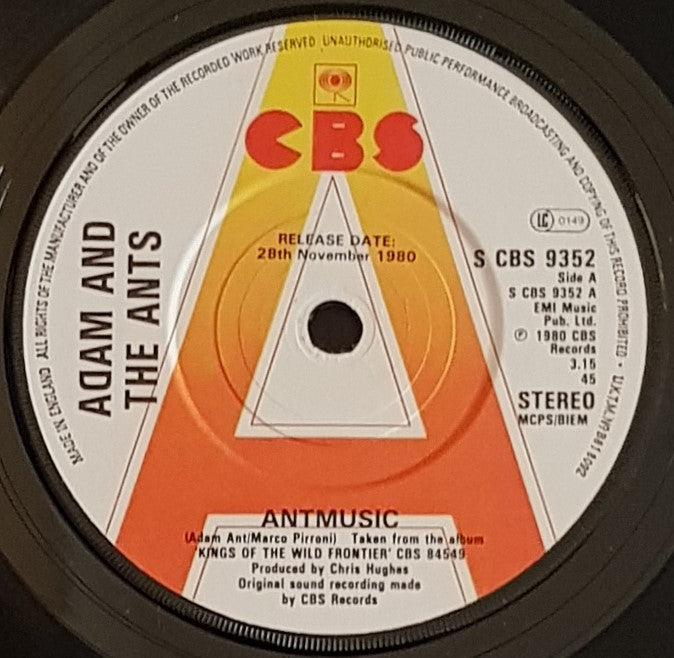 MADE IN ENGLAND ALL RIGHTS OF THE MANUFACTURER AND OF THE OWNER OF THE RECORDED WORK RESERVED UNAUTHORISED PUBLIC PERFORMANCE BROADCASTING AND COPYING OF THIS RECORD PROHIBITED • U.K.T.M. Nº B818092
CBS
ADAM AND
THE ANTS
RELEASE DATE:
28th November 1980
LC 0149
S CBS 9352
Side A
S CBS 9352 A
EMI Music
Pub. Ltd.
℗ 1980 CBS
Records
3.15
45
STEREO
MCPS/BIEM
ANTMUSIC
(Adam Ant/Marco Pirroni) Taken from the album
'KINGS OF THE WILD FRONTIER' CBS 84549
Produced by Chris Hughes
Original sound recording made
by CBS Records